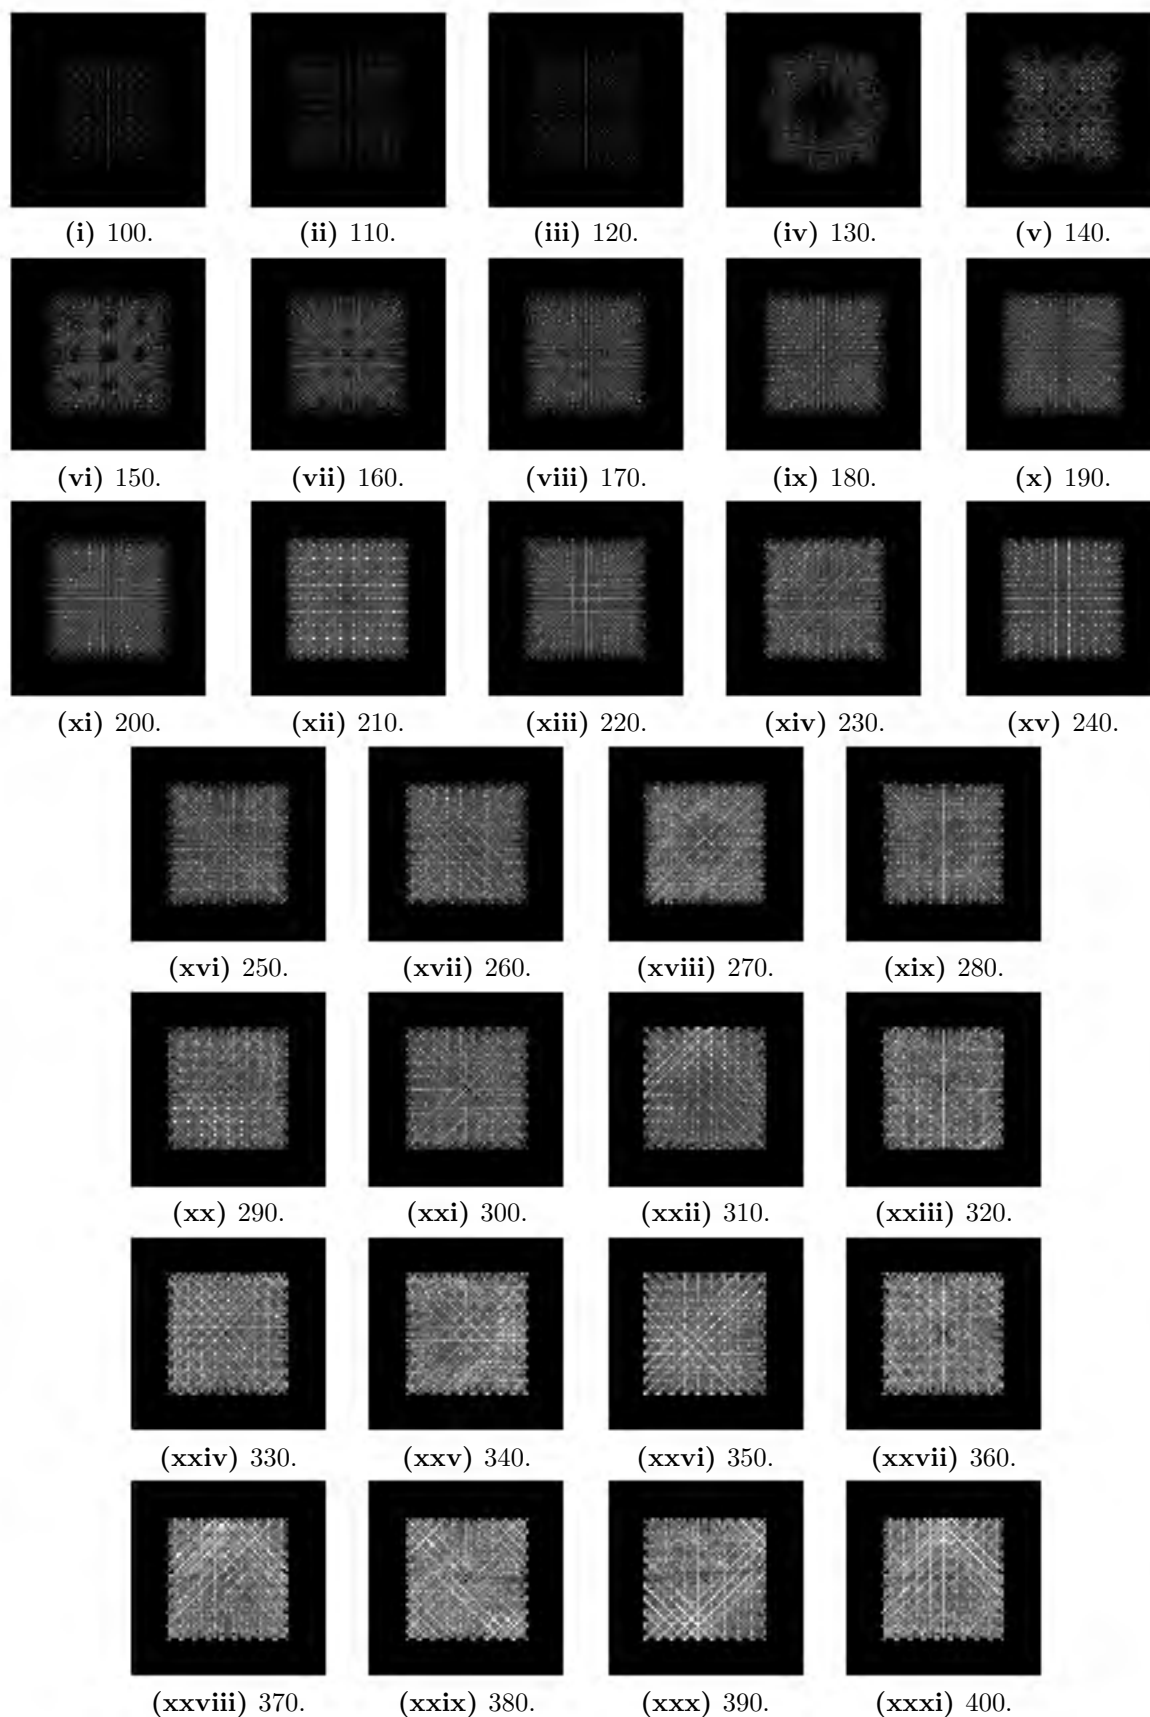 (i) 100. (ii) 110. (iii) 120. (iv) 130. (v) 140.
(vi) 150. (vii) 160. (viii) 170. (ix) 180. (x) 190.
(xi) 200. (xii) 210. (xiii) 220. (xiv) 230. (xv) 240.
(xvi) 250. (xvii) 260. (xviii) 270. (xix) 280.
(xx) 290. (xxi) 300. (xxii) 310. (xxiii) 320.
(xxiv) 330. (xxv) 340. (xxvi) 350. (xxvii) 360.
(xxviii) 370. (xxix) 380. (xxx) 390. (xxxi) 400.